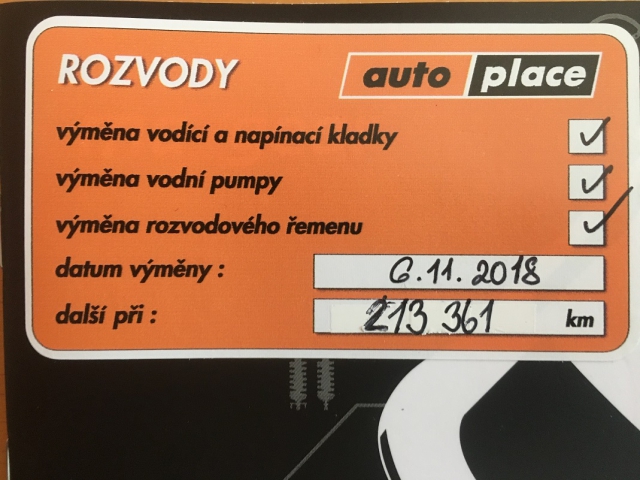 ROZVODY auto place
výměna vodící a napínací kladky
výměna vodní pumpy
výměna rozvodového řemenu
datum výměny : 6.11.2018
další při : 213 361 km